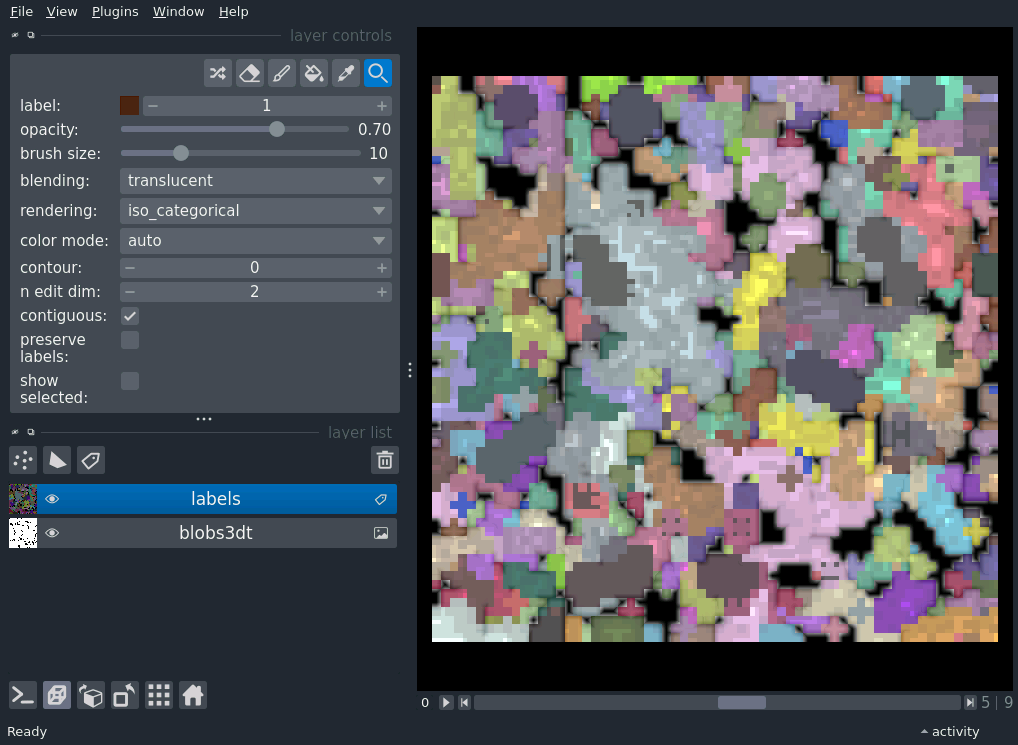 File View Plugins Window Help
layer controls
label: 1
opacity: 0.70
brush size: 10
blending: translucent
rendering: iso_categorical
color mode: auto
contour: 0
n edit dim: 2
contiguous:
preserve
labels:
show
selected:
layer list
labels
blobs3dt
0 5 | 9
Ready activity